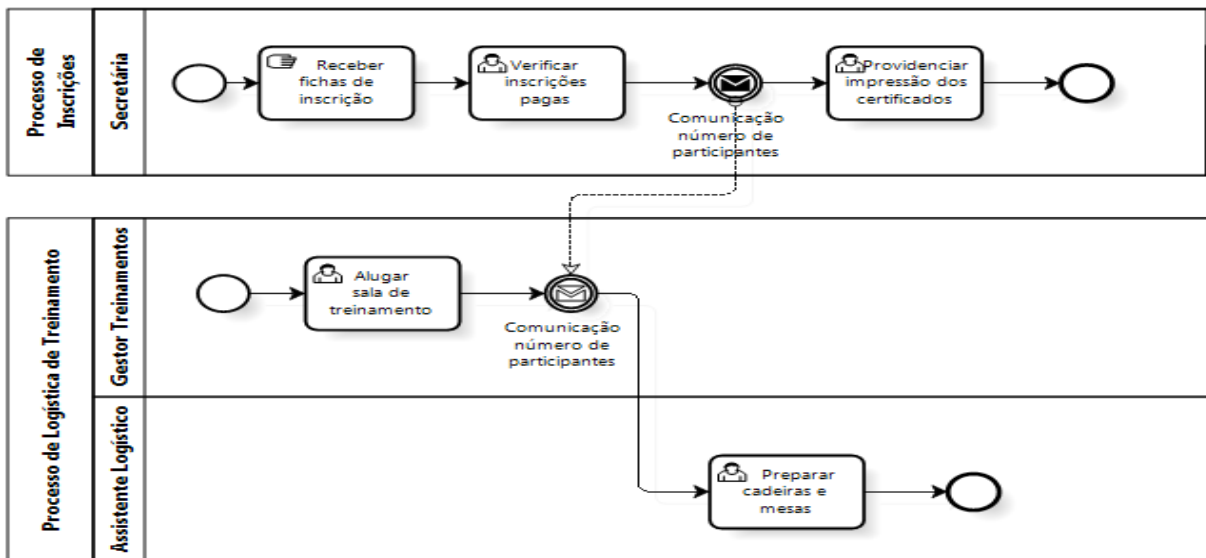 Processo de
Inscrições
Secretária
Receber
fichas de
inscrição
Verificar
inscrições
pagas
Comunicação
número de
participantes
Providenciar
impressão dos
certificados
Processo de Logística de Treinamento
Gestor Treinamentos
Alugar
sala de
treinamento
Comunicação
número de
participantes
Assistente Logístico
Preparar
cadeiras e
mesas